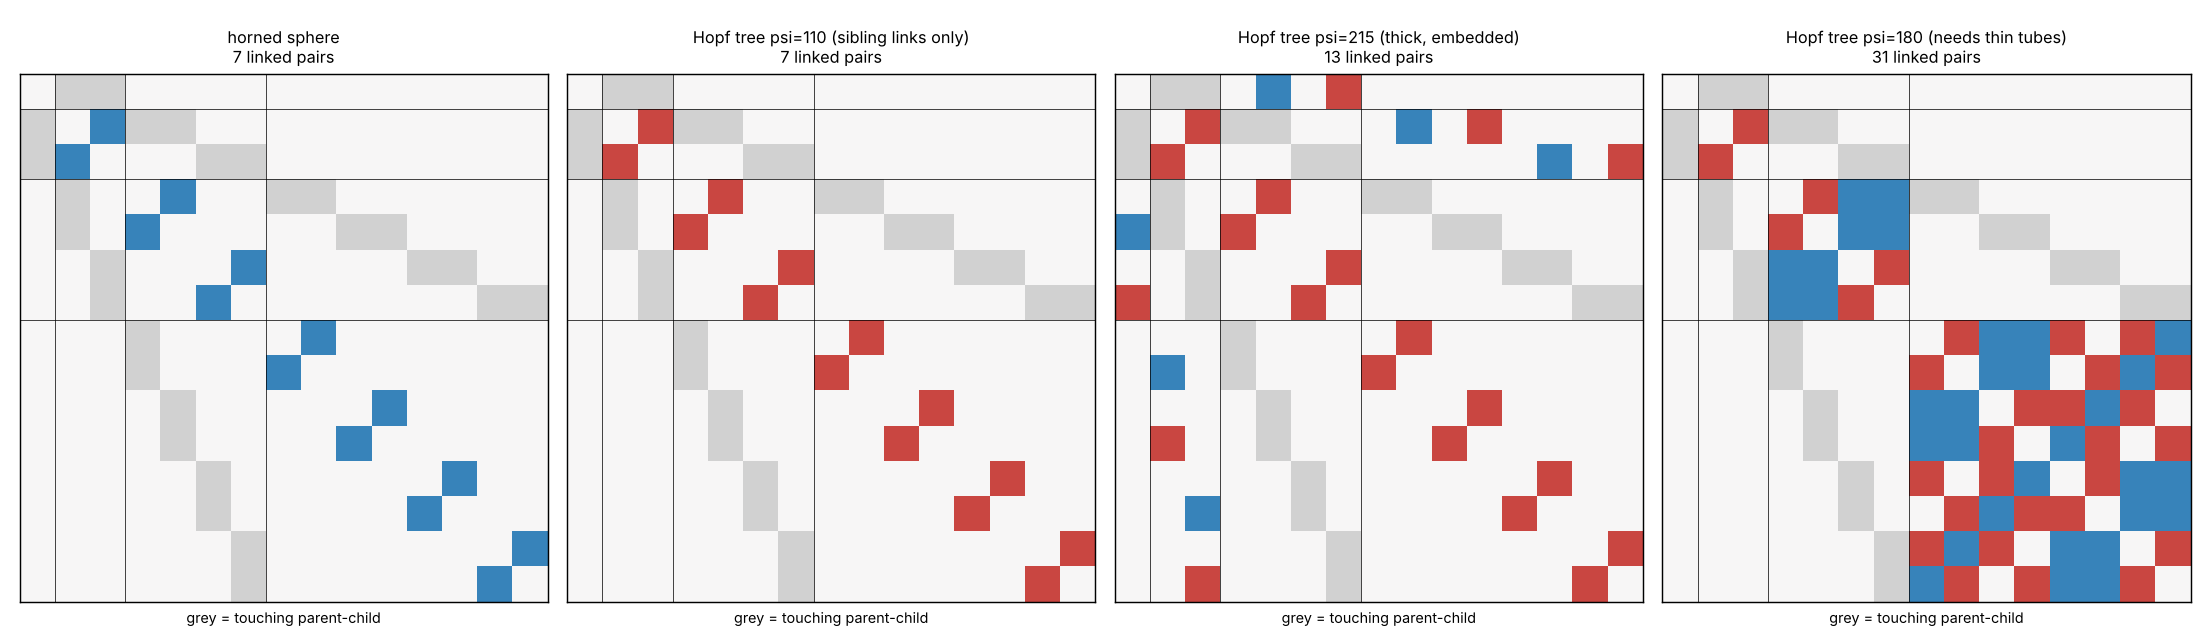 horned sphere
7 linked pairs
Hopf tree psi=110 (sibling links only)
7 linked pairs
Hopf tree psi=215 (thick, embedded)
13 linked pairs
Hopf tree psi=180 (needs thin tubes)
31 linked pairs
grey = touching parent-child
grey = touching parent-child
grey = touching parent-child
grey = touching parent-child